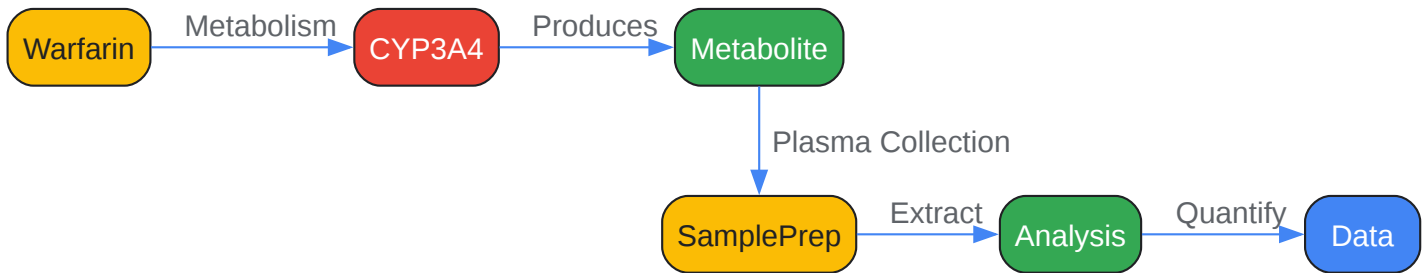 Warfarin
Metabolism
CYP3A4
Produces
Metabolite
Plasma Collection
SamplePrep
Extract
Analysis
Quantify
Data